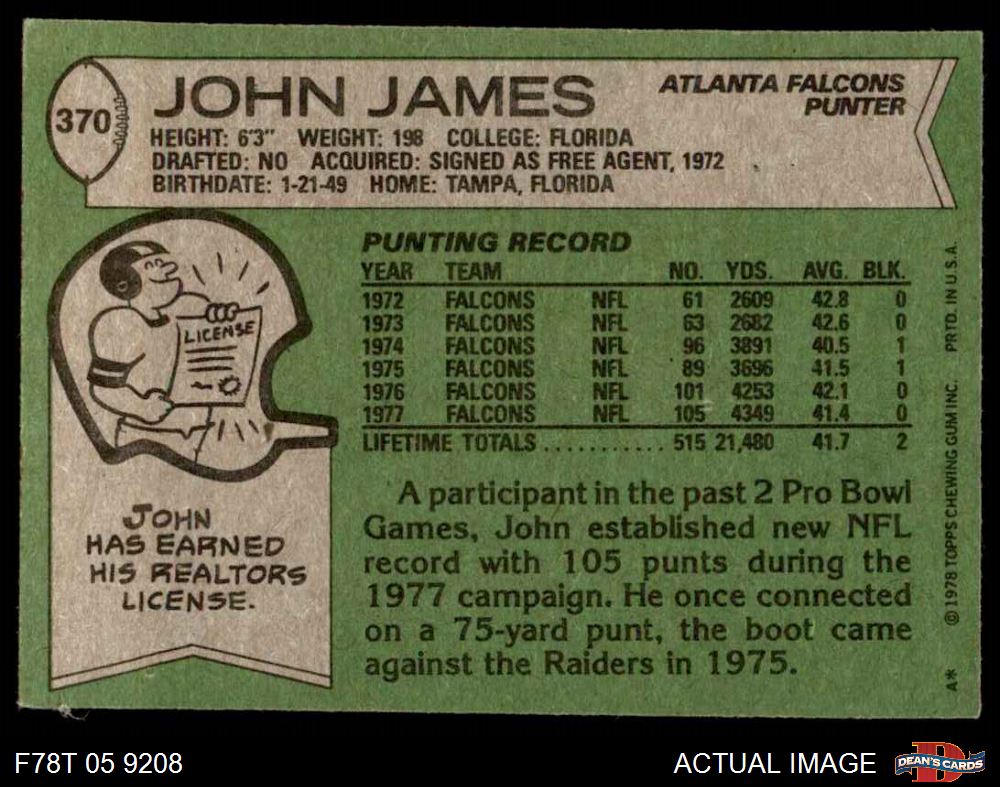 370
JOHN JAMES
ATLANTA FALCONS
PUNTER
HEIGHT: 6'3" WEIGHT: 198 COLLEGE: FLORIDA
DRAFTED: NO ACQUIRED: SIGNED AS FREE AGENT, 1972
BIRTHDATE: 1-21-49 HOME: TAMPA, FLORIDA
LICENSE
JOHN
HAS EARNED
HIS REALTORS
LICENSE.
PUNTING RECORD
YEAR TEAM NO. YDS. AVG. BLK.
1972 FALCONS NFL 61 2609 42.8 0
1973 FALCONS NFL 63 2682 42.6 0
1974 FALCONS NFL 96 3891 40.5 1
1975 FALCONS NFL 89 3696 41.5 1
1976 FALCONS NFL 101 4253 42.1 0
1977 FALCONS NFL 105 4349 41.4 0
LIFETIME TOTALS ........... 515 21,480 41.7 2
A participant in the past 2 Pro Bowl
Games, John established new NFL
record with 105 punts during the
1977 campaign. He once connected
on a 75-yard punt, the boot came
against the Raiders in 1975.
A* © 1978 TOPPS CHEWING GUM INC. PRTD. IN U.S.A.
F78T 05 9208
ACTUAL IMAGE
DEAN'S CARDS